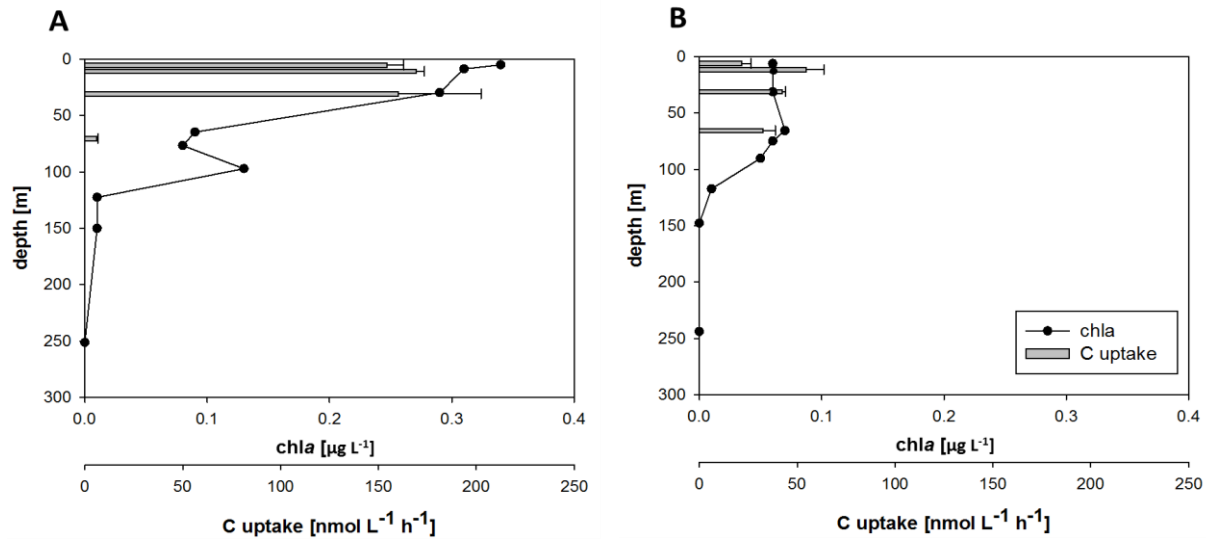 A
0
50
100
150
200
250
300
depth [m]
0.0 0.1 0.2 0.3 0.4
chla [µg L-1]
0 50 100 150 200 250
C uptake [nmol L-1 h-1]
B
0
50
100
150
200
250
300
depth [m]
chla
C uptake
0.0 0.1 0.2 0.3 0.4
chla [µg L-1]
0 50 100 150 200 250
C uptake [nmol L-1 h-1]